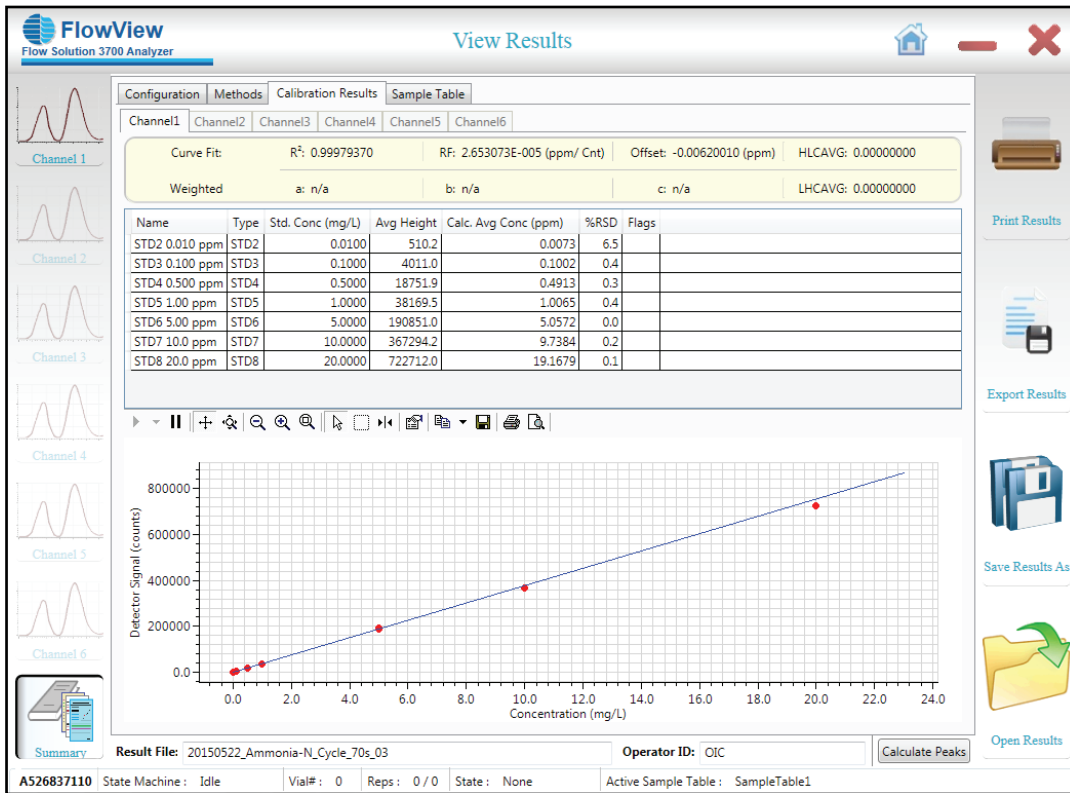 FlowView
Flow Solution 3700 Analyzer
View Results
Configuration Methods Calibration Results Sample Table
Channel1 Channel2 Channel3 Channel4 Channel5 Channel6
Curve Fit: R²: 0.99979370 RF: 2.653073E-005 (ppm/ Cnt) Offset: -0.00620010 (ppm) HLCAVG: 0.00000000
Weighted a: n/a b: n/a c: n/a LHCAVG: 0.00000000
Name Type Std. Conc (mg/L) Avg Height Calc. Avg Conc (ppm) %RSD Flags
STD2 0.010 ppm STD2 0.0100 510.2 0.0073 6.5
STD3 0.100 ppm STD3 0.1000 4011.0 0.1002 0.4
STD4 0.500 ppm STD4 0.5000 18751.9 0.4913 0.3
STD5 1.00 ppm STD5 1.0000 38169.5 1.0065 0.4
STD6 5.00 ppm STD6 5.0000 190851.0 5.0572 0.0
STD7 10.0 ppm STD7 10.0000 367294.2 9.7384 0.2
STD8 20.0 ppm STD8 20.0000 722712.0 19.1679 0.1
Channel 1
Channel 2
Channel 3
Channel 4
Channel 5
Channel 6
Summary
Detector Signal (counts)
800000
600000
400000
200000
0.0
0.0 2.0 4.0 6.0 8.0 10.0 12.0 14.0 16.0 18.0 20.0 22.0 24.0
Concentration (mg/L)
Print Results
Export Results
Save Results As
Open Results
Result File: 20150522_Ammonia-N_Cycle_70s_03 Operator ID: OIC Calculate Peaks
A526837110 State Machine : Idle Vial# : 0 Reps : 0 / 0 State : None Active Sample Table : SampleTable1